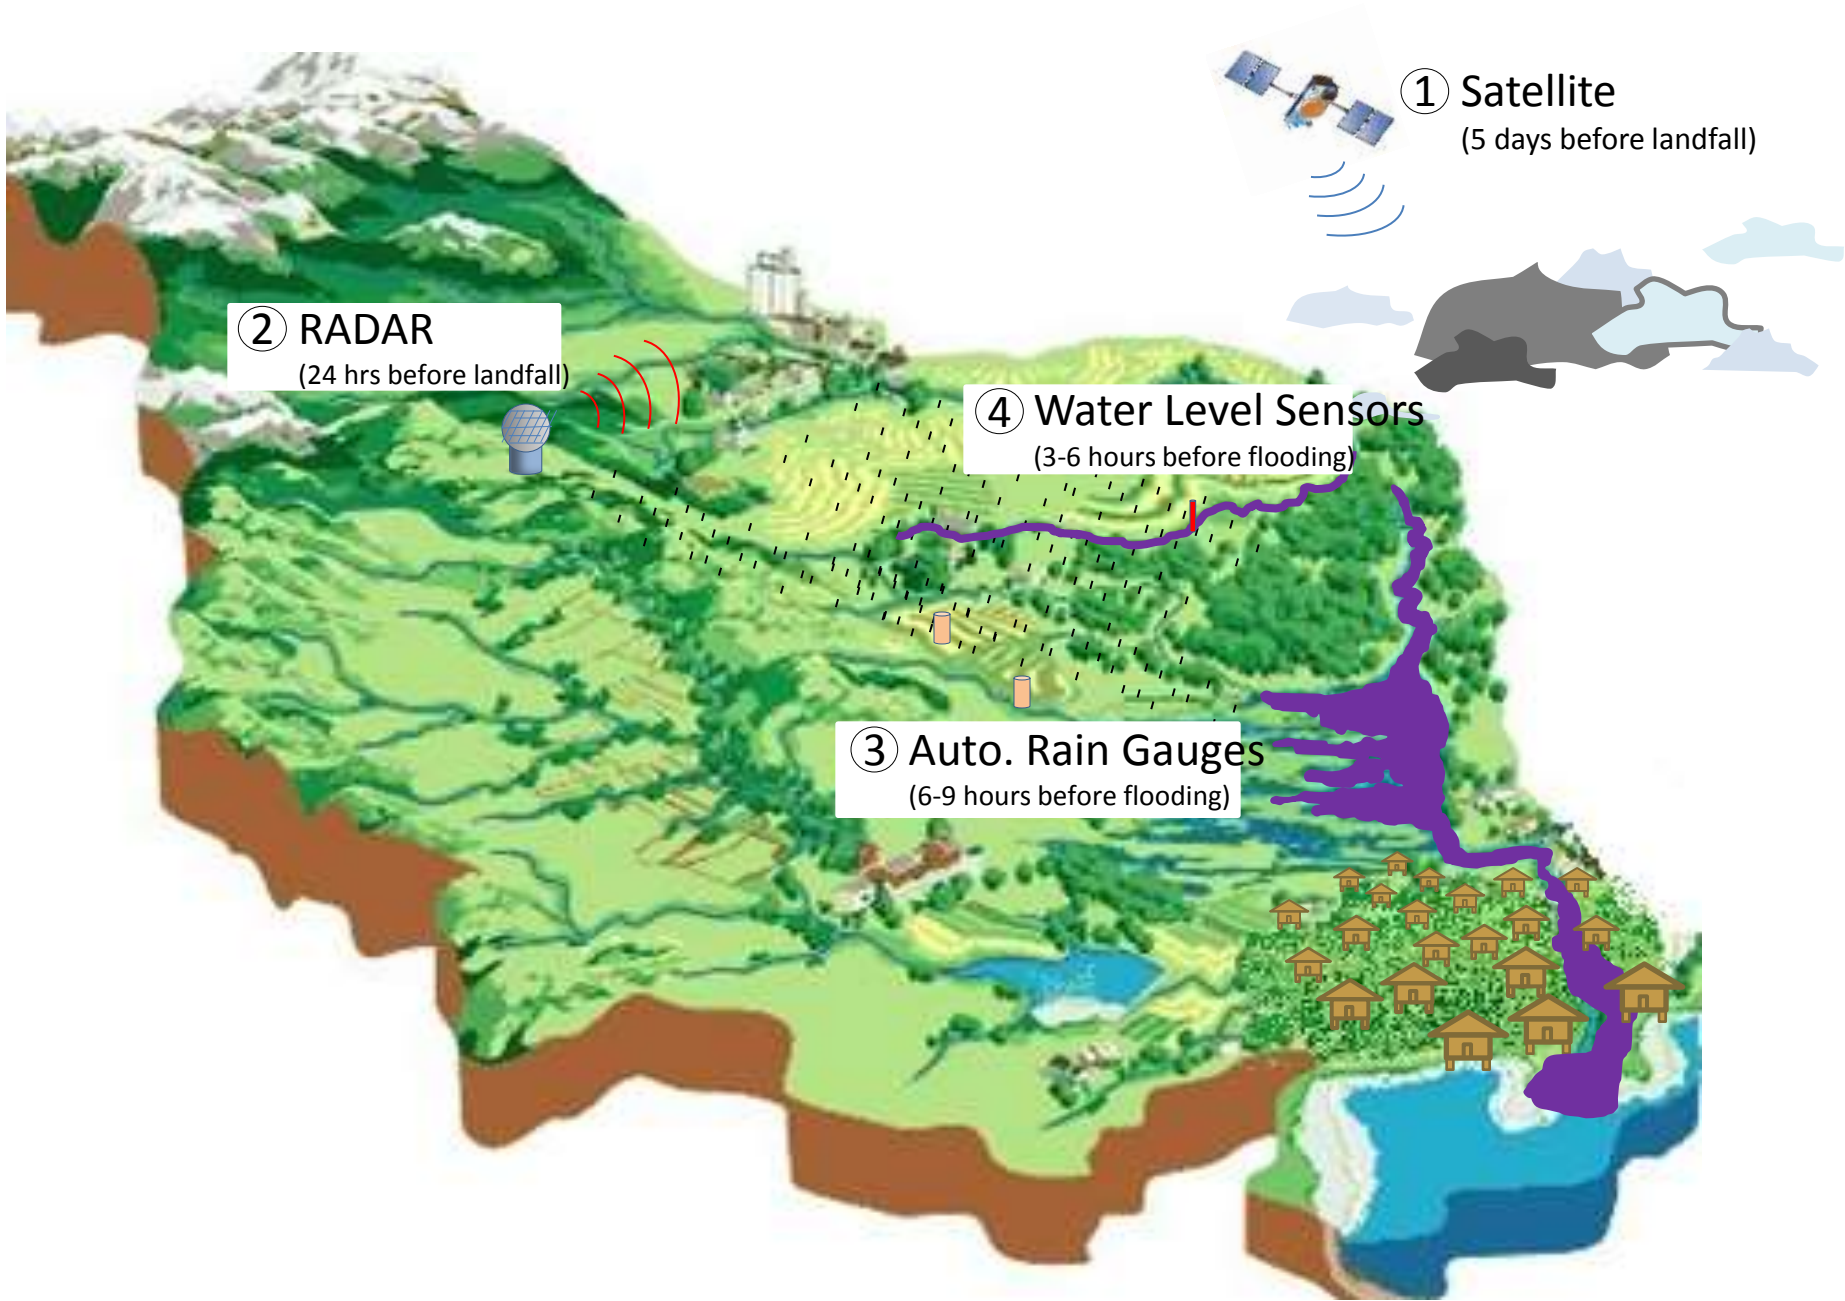 ① Satellite
(5 days before landfall)
② RADAR
(24 hrs before landfall)
④ Water Level Sensors
(3-6 hours before flooding)
③ Auto. Rain Gauges
(6-9 hours before flooding)